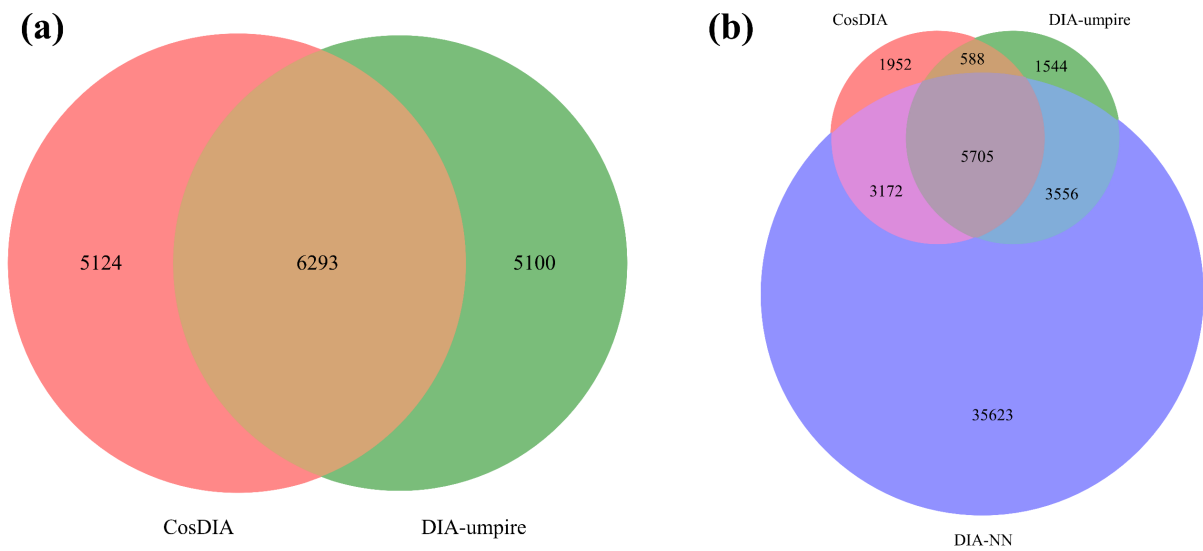 (a)
5124
6293
5100
CosDIA
DIA-umpire
(b)
CosDIA
DIA-umpire
1952
588
1544
5705
3172
3556
35623
DIA-NN